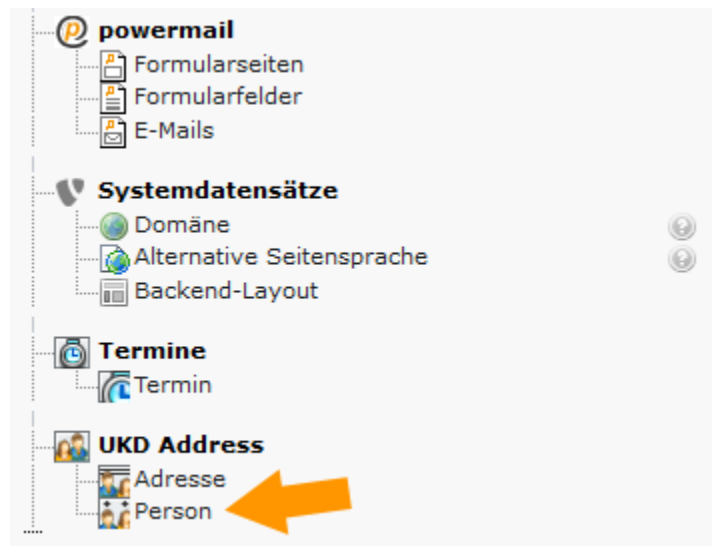 powermail
Formularseiten
Formularfelder
E-Mails
Systemdatensätze
Domäne
Alternative Seitensprache
Backend-Layout
Termine
Termin
UKD Address
Adresse
Person